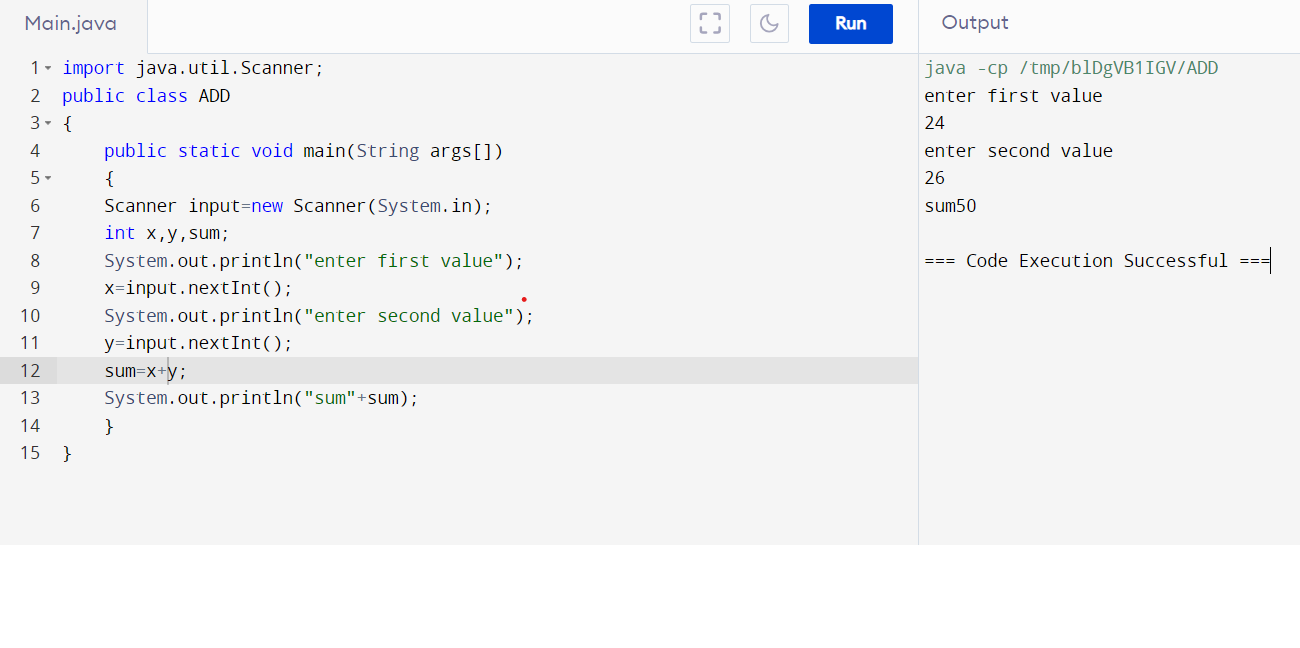 Main.java
Run
Output
1 import java.util.Scanner;
2 public class ADD
3 {
4 public static void main(String args[])
5 {
6 Scanner input=new Scanner(System.in);
7 int x,y,sum;
8 System.out.println("enter first value");
9 x=input.nextInt();
10 System.out.println("enter second value");
11 y=input.nextInt();
12 sum=x+y;
13 System.out.println("sum"+sum);
14 }
15 }
java -cp /tmp/blDgVB1IGV/ADD
enter first value
24
enter second value
26
sum50
=== Code Execution Successful ===